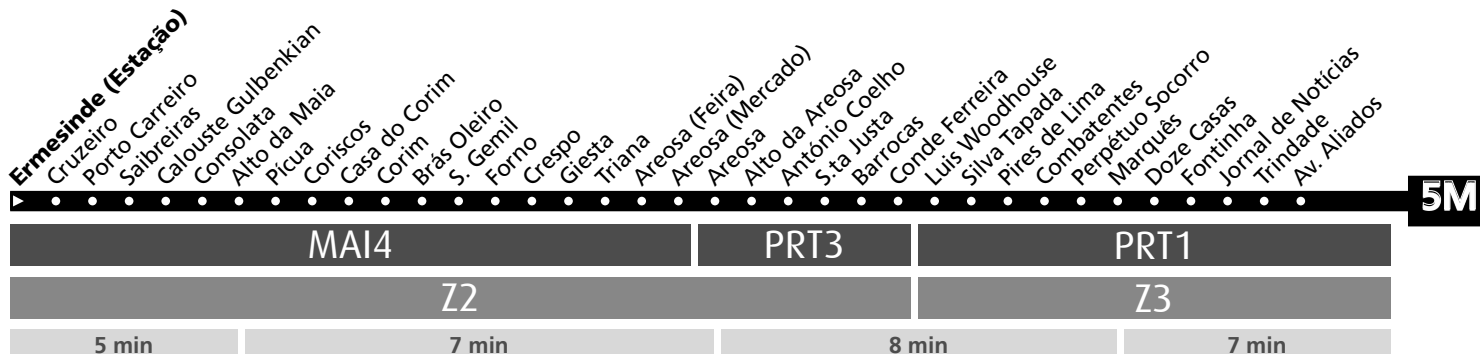 Ermesinde (Estação)
Cruzeiro
Porto Carreiro
Saibreiras
Calouste Gulbenkian
Consolata
Alto da Maia
Pícua
Coriscos
Casa do Corim
Corim
Brás Oleiro
S. Gemil
Forno
Crespo
Giesta
Triana
Areosa (Feira)
Areosa (Mercado)
Areosa
Alto da Areosa
António Coelho
S.ta Justa
Barrocas
Conde Ferreira
Luis Woodhouse
Silva Tapada
Pires de Lima
Combatentes
Perpétuo Socorro
Marquês
Doze Casas
Fontinha
Jornal de Notícias
Trindade
Av. Aliados
5M
MAI4 PRT3 PRT1
Z2 Z3
5 min 7 min 8 min 7 min